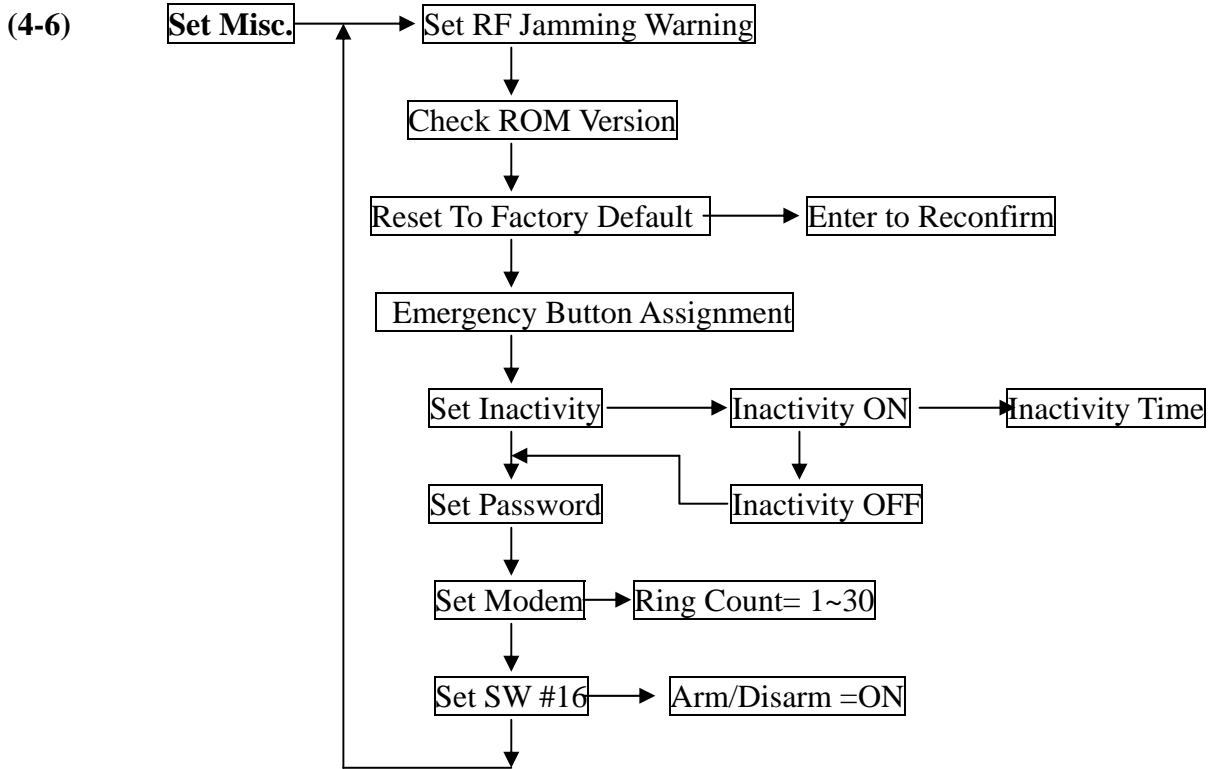 (4-6) Set Misc. Set RF Jamming Warning
Check ROM Version
Reset To Factory Default Enter to Reconfirm
Emergency Button Assignment
Set Inactivity Inactivity ON Inactivity Time
Set Password Inactivity OFF
Set Modem Ring Count= 1~30
Set SW #16 Arm/Disarm =ON